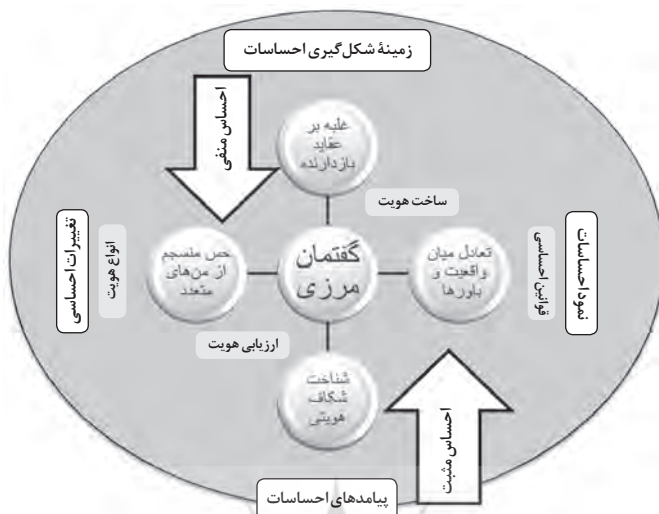 زمینهٔ شکل‌گیری احساسات
احساس منفی
غلبه بر
عقاید
بازدارنده
ساخت هویت
نمود احساسات
قوانین احساسی
تعادل میان
واقعیت و
باورها
گفتمان
مرزی
حس منسجم
از من‌های
متعدد
انواع هویت
تغییرات احساسی
ارزیابی هویت
شناخت
شکاف
هویتی
احساس مثبت
پیامدهای احساسات